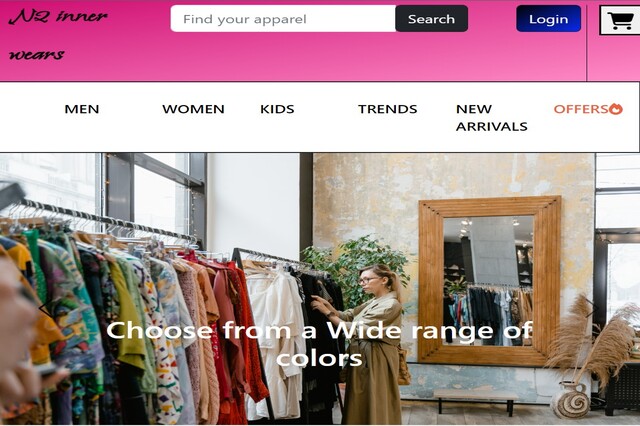 N2 inner
wears
Find your apparel
Search
Login
MEN
WOMEN
KIDS
TRENDS
NEW
ARRIVALS
OFFERS
Choose from a Wide range of
colors